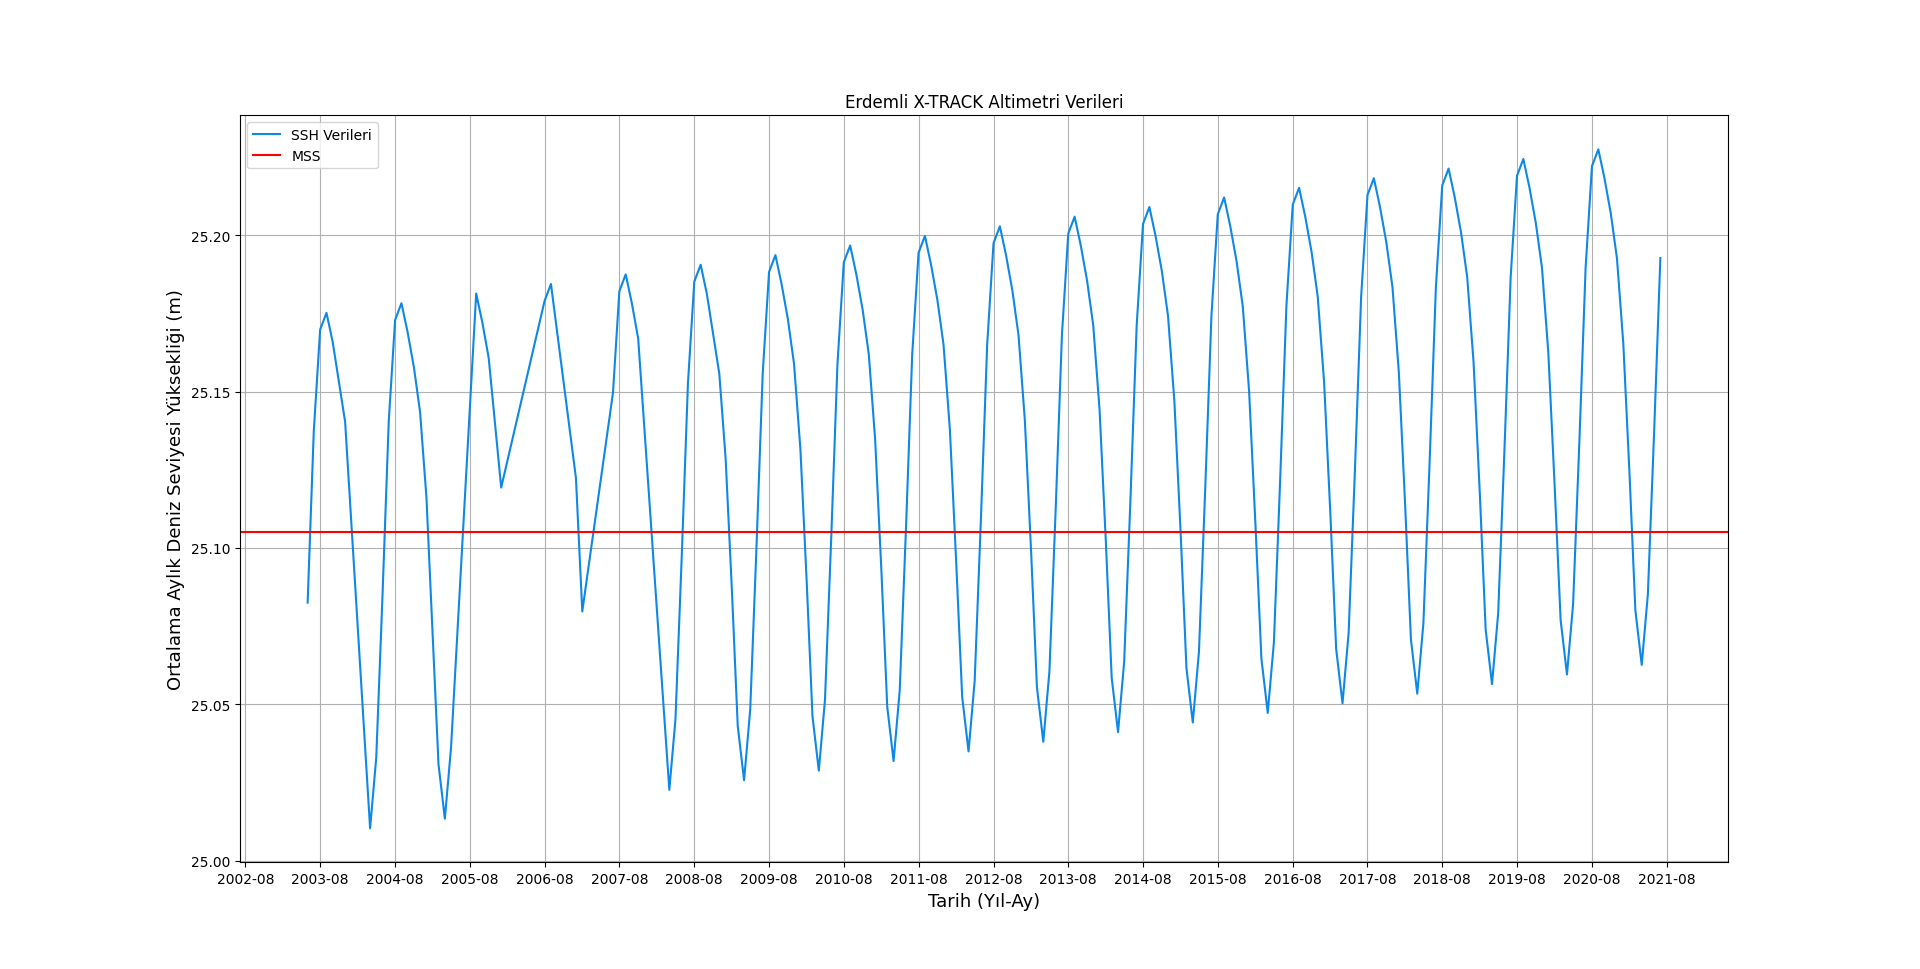 Erdemli X-TRACK Altimetri Verileri
SSH Verileri
MSS
Ortalama Aylık Deniz Seviyesi Yüksekliği (m)
25.20
25.15
25.10
25.05
25.00
2002-08 2003-08 2004-08 2005-08 2006-08 2007-08 2008-08 2009-08 2010-08 2011-08 2012-08 2013-08 2014-08 2015-08 2016-08 2017-08 2018-08 2019-08 2020-08 2021-08
Tarih (Yıl-Ay)